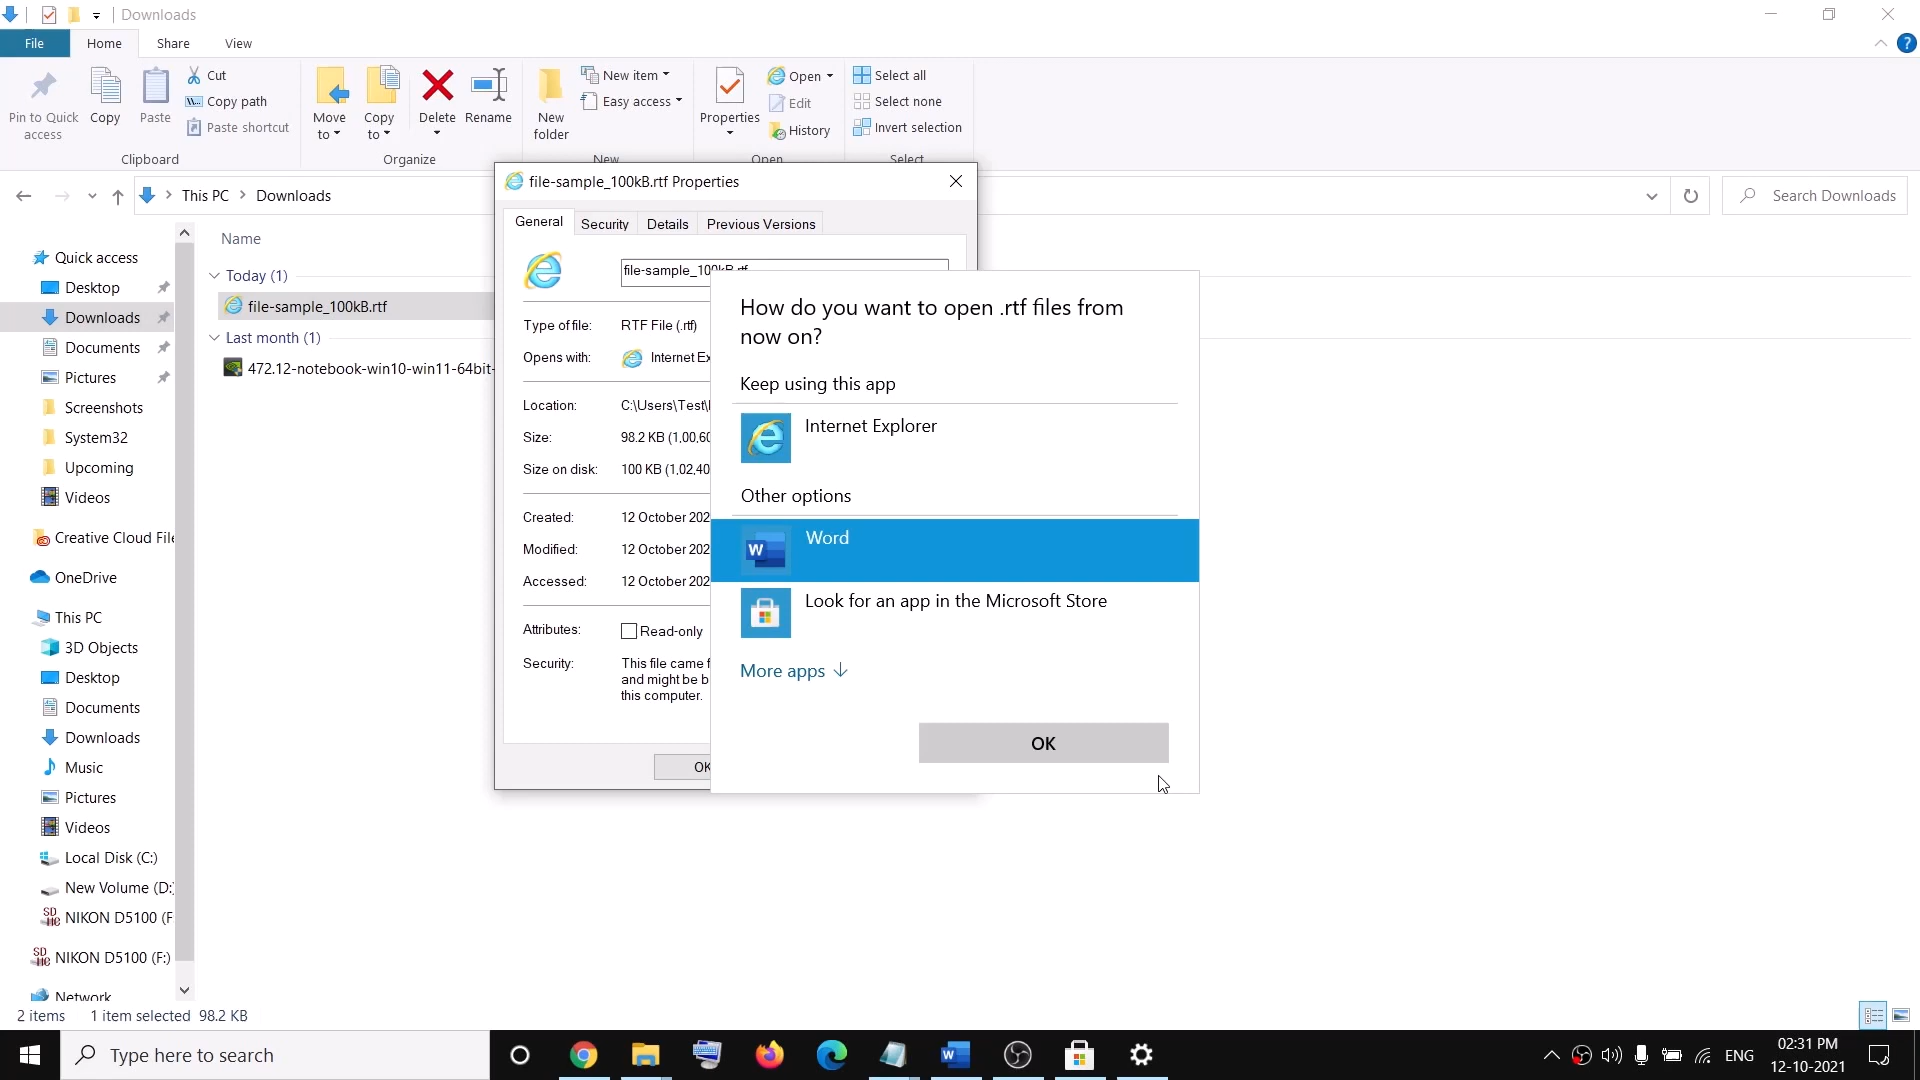 Downloads
File
Home
Share
View
Pin to Quick access
Copy
Paste
Cut
Copy path
Paste shortcut
Clipboard
Move to
Copy to
Delete
Rename
Organize
New folder
New item
Easy access
New
Properties
Open
Edit
History
Open
Select all
Select none
Invert selection
Select
This PC
Downloads
Search Downloads
Quick access
Desktop
Downloads
Documents
Pictures
Screenshots
System32
Upcoming
Videos
Creative Cloud File
OneDrive
This PC
3D Objects
Desktop
Documents
Downloads
Music
Pictures
Videos
Local Disk (C:)
New Volume (D:)
NIKON D5100 (F
NIKON D5100 (F:)
Network
Name
Today (1)
file-sample_100kB.rtf
Last month (1)
472.12-notebook-win10-win11-64bit-
file-sample_100kB.rtf Properties
General
Security
Details
Previous Versions
file-sample_100kB.rtf
Type of file:
RTF File (.rtf)
Opens with:
Internet Ex
Location:
C:\Users\Test\
Size:
98.2 KB (1,00,60
Size on disk:
100 KB (1,02,40
Created:
12 October 202
Modified:
12 October 202
Accessed:
12 October 202
Attributes:
Read-only
Security:
This file came f
and might be b
this computer.
OK
How do you want to open .rtf files from
now on?
Keep using this app
Internet Explorer
Other options
Word
Look for an app in the Microsoft Store
More apps
OK
2 items
1 item selected 98.2 KB
Type here to search
ENG
02:31 PM
12-10-2021